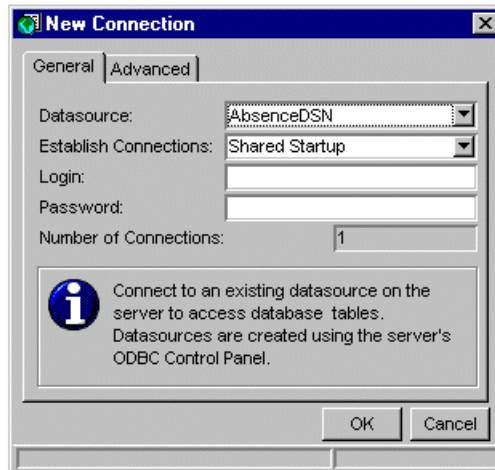 New Connection
General
Advanced
Datasource: AbsenceDSN
Establish Connections: Shared Startup
Login:
Password:
Number of Connections: 1
Connect to an existing datasource on the
server to access database tables.
Datasources are created using the server's
ODBC Control Panel.
OK
Cancel